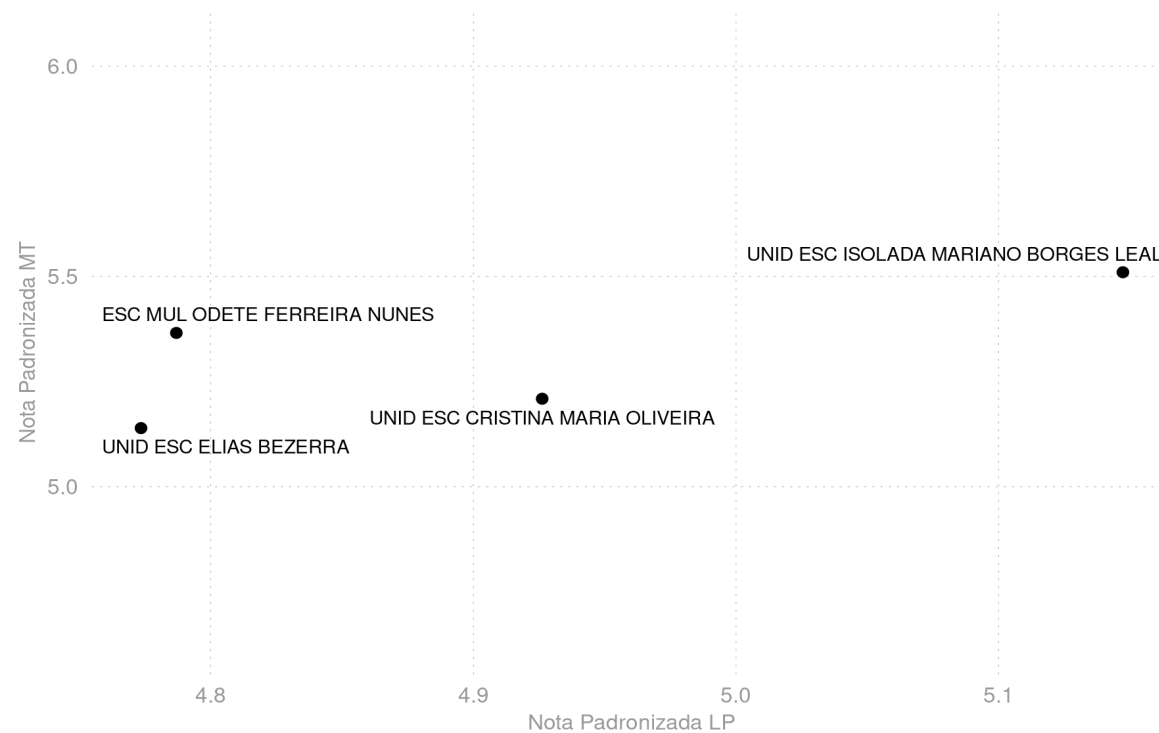 6.0
UNID ESC ISOLADA MARIANO BORGES LEAL
5.5
ESC MUL ODETE FERREIRA NUNES
UNID ESC CRISTINA MARIA OLIVEIRA
UNID ESC ELIAS BEZERRA
5.0
Nota Padronizada MT
4.8 4.9 5.0 5.1
Nota Padronizada LP